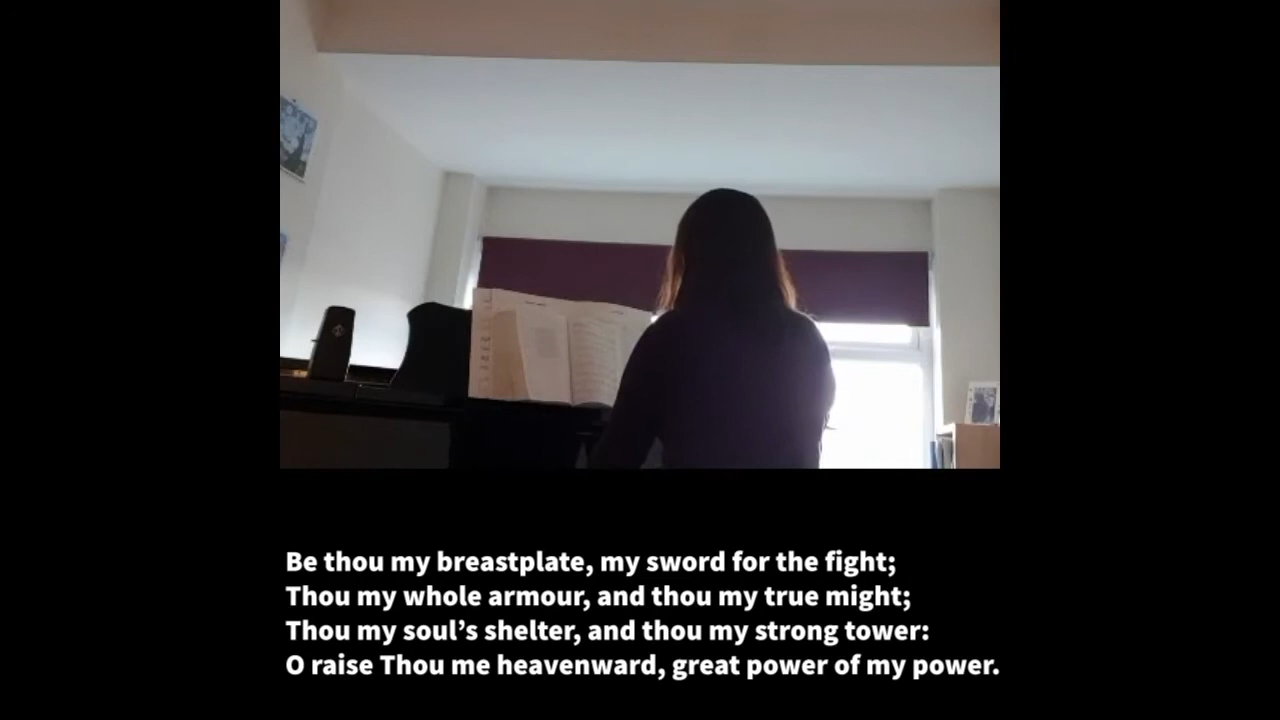 Be thou my breastplate, my sword for the fight;
Thou my whole armour, and thou my true might;
Thou my soul’s shelter, and thou my strong tower:
O raise Thou me heavenward, great power of my power.